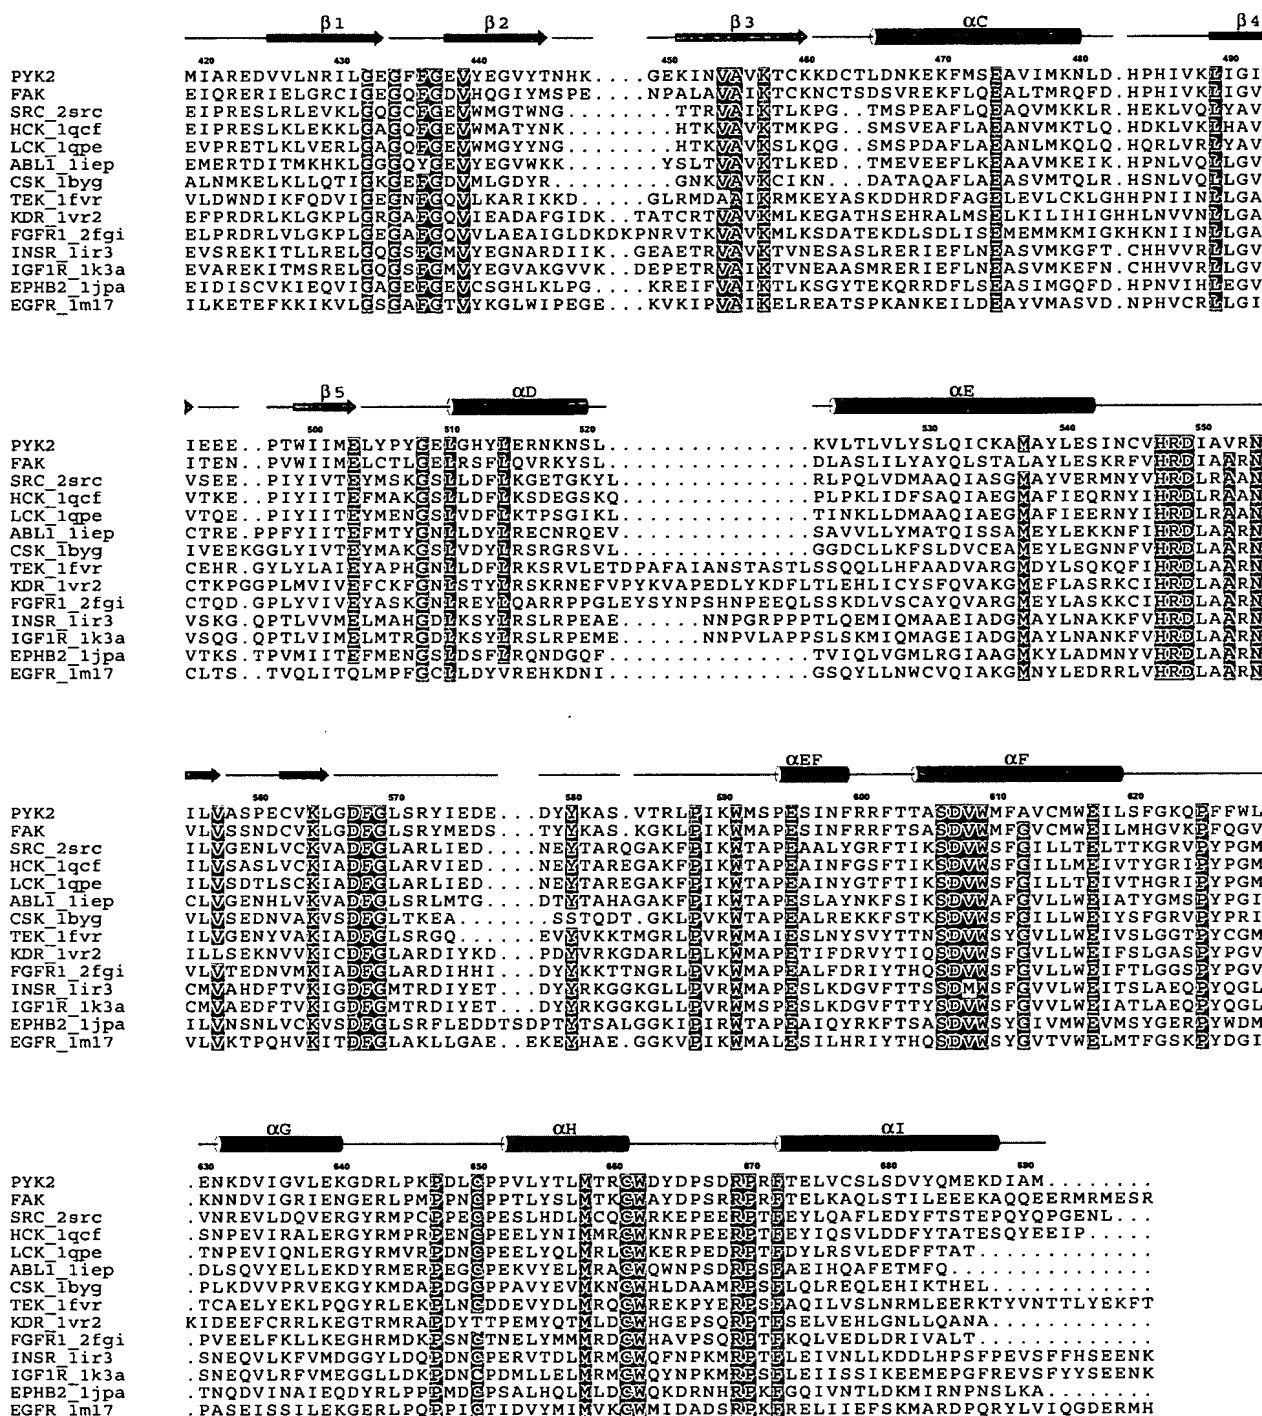 β1 β2 β3 αC β4
420 430 440 450 460 470 480 490
PYK2 MIAREDVVLNRILGEGFFGEVYEGVYTNHK...GEKINVAVKTCKKDCTLDNKEKFMSEAVIMKNLD.HPHIVKLIGI
FAK EIQRERIELGRCIGEGQFGDVHQGIYMSPE....NPALAVAIKTCKNCTSDSVREKFLQEALTMRQFD.HPHIVKLIGV
SRC_2src EIPRESLRLEVKLGQGCFGEVWMGTWNG........TTRVAIKTLKPG..TMSPEAFLQEAQVMKKLR.HEKLVQLYAV
HCK_1qcf EIPRESLKLEKKLGAGQFGEVWMATYNK........HTKVAVKTMKPG..SMSVEAFLAEANVMKTLQ.HDKLVKLHAV
LCK_1qpe EVPRETLKLVERLGAGQFGEVWMGYYNG........HTKVAVKSLKQG..SMSPDAFLAEANLMKQLQ.HQRLVRLYAV
ABL1_1iep EMERTDITMKHKLGGGQYGEVYEGVWKK.......YSLTVAVKTLKED..TMEVEEFLKEAAVMKEIK.HPNLVQLLGV
CSK_1byg ALNMKELKLLQTIGKGEFGDVMLGDYR.........GNKVAVKCIKN...DATAQAFLAEASVMTQLR.HSNLVQLLGV
TEK_1fvr VLDWNDIKFQDVIGEGNFGQVLKARIKKD......GLRMDAAIKRMKEYASKDDHRDFAGELEVLCKLGHHPNIINLLGA
KDR_1vr2 EFPRDRLKLGKPLGRGAFGQVIEADAFGIDK..TATCRTVAVKMLKEGATHSEHRALMSELKILIHIGHHLNVVNLLGA
FGFR1_2fgi ELPRDRLVLGKPLGEGAFGQVVLAEAIGLDKDKPNRVTKVAVKMLKSDATEKDLSDLISEMEMMKMIGKHKNIINLLGA
INSR_1ir3 EVSREKITLLRELGQGSFGMVYEGNARDIIK..GEAETRVAVKTVNESASLRERIEFLNEASVMKGFT.CHHVVRLLGV
IGF1R_1k3a EVAREKITMSRELGQGSFGMVYEGVAKGVVK..DEPETRVAIKTVNEAASMRERIEFLNEASVMKEFN.CHHVVRLLGV
EPHB2_1jpa EIDISCVKIEQVIGAGEFGEVCSGHLKLPG....KREIFVAIKTLKSGYTEKQRRDFLSEASIMGQFD.HPNVIHLEGV
EGFR_1m17 ILKETEFKKIKVLGSGAFGTVYKGLWIPEGE...KVKIPVAIKELREATSPKANKEILDEAYVMASVD.NPHVCRLLGI
β5 αD αE
500 510 520 530 540 550
PYK2 IEEE..PTWIIMELYPYGELGHYLERNKNSL................KVLTLVLYSLQICKAMAYLESINCVHRDIAVRN
FAK ITEN..PVWIIMELCTLGELRSFLQVRKYSL................DLASLILYAYQLSTALAYLESKRFVHRDIAARN
SRC_2src VSEE..PIYIVTEYMSKGSLLDFLKGETGKYL...............RLPQLVDMAAQIASGMAYVERMNYVHRDLRAAN
HCK_1qcf VTKE..PIYIITEFMAKGSLLDFLKSDEGSKQ...............PLPKLIDFSAQIAEGMAFIEQRNYIHRDLRAAN
LCK_1qpe VTQE..PIYIITEYMENGSLVDFLKTPSGIKL...............TINKLLDMAAQIAEGMAFIEERNYIHRDLRAAN
ABL1_1iep CTRE.PPFYIITEFMTYGNLLDYLRECNRQEV...............SAVVLLYMATQISSAMEYLEKKNFIHRDLAARN
CSK_1byg IVEEKGGLYIVTEYMAKGSLVDYLRSRGRSVL...............GGDCLLKFSLDVCEAMEYLEGNNFVHRDLAARN
TEK_1fvr CEHR.GYLYLAIEYAPHGNLLDFLRKSRVLETDPAFAIANSTASTLSSQQLLHFAADVARGMDYLSQKQFIHRDLAARN
KDR_1vr2 CTKPGGPLMVIVEFCKFGNLSTYLRSKRNEFVPYKVAPEDLYKDFLTLEHLICYSFQVAKGMEFLASRKCIHRDLAARN
FGFR1_2fgi CTQD.GPLYVIVEYASKGNLREYLQARRPPGLEYSYNPSHNPEEQLSSKDLVSCAYQVARGMEYLASKKCIHRDLAARN
INSR_1ir3 VSKG.QPTLVVMELMAHGDLKSYLRSLRPEAE.......NNPGRPPPTLQEMIQMAAEIADGMAYLNAKKFVHRDLAARN
IGF1R_1k3a VSQG.QPTLVIMELMTRGDLKSYLRSLRPEME.......NNPVLAPPSLSKMIQMAGEIADGMAYLNANKFVHRDLAARN
EPHB2_1jpa VTKS.TPVMIITEFMENGSLDSFLRQNDGQF................TVIQLVGMLRGIAAGMKYLADMNYVHRDLAARN
EGFR_1m17 CLTS..TVQLITQLMPFGCLLDYVREHKDNI................GSQYLLNWCVQIAKGMNYLEDRRLVHRDLAARN
αEF αF
560 570 580 590 600 610 620
PYK2 ILVASPECVKLGDFGLSRYIEDE...DYYKAS.VTRLPIKWMSPESINFRRFTTASDVWMFAVCMWEILSFGKQPFFWL
FAK VLVSSNDCVKLGDFGLSRYMEDS...TYYKAS.KGKLPIKWMAPESINFRRFTSASDVWMFGVCMWEILMHGVKPFQGV
SRC_2src ILVGENLVCKVADFGLARLIED....NEYTARQGAKFPIKWTAPEAALYGRFTIKSDVWSFGILLTELTTKGRVPYPGM
HCK_1qcf ILVSASLVCKIADFGLARVIED....NEYTAREGAKFPIKWTAPEAINFGSFTIKSDVWSFGILLMEIVTYGRIPYPGM
LCK_1qpe ILVSDTLSCKIADFGLARLIED....NEYTAREGAKFPIKWTAPEAINYGTFTIKSDVWSFGILLTEIVTHGRIPYPGM
ABL1_1iep CLVGENHLVKVADFGLSRLMTG....DTYTAHAGAKFPIKWTAPESLAYNKFSIKSDVWAFGVLLWEIATYGMSPYPGI
CSK_1byg VLVSEDNVAKVSDFGLTKEA......SSTQDT.GKLPVKWTAPEALREKKFSTKSDVWSFGILLWEIYSFGRVPYPRI
TEK_1fvr ILVGENYVAKIADFGLSRGQ.....EVYVKKTMGRLPVRWMAIESLNYSVYTTNSDVWSYGVLLWEIVSLGGTPYCGM
KDR_1vr2 ILLSEKNVVKICDFGLARDIYKD..PDYVRKGDARLPLKWMAPETIFDRVYTIQSDVWSFGVLLWEIFSLGASPYPGV
FGFR1_2fgi VLVTEDNVMKIADFGLARDIHHI..DYYKKTTNGRLPVKWMAPEALFDRIYTHQSDVWSFGVLLWEIFTLGGSPYPGV
INSR_1ir3 CMVAHDFTVKIGDFGMTRDIYET..DYYRKGGKGLLPVRWMAPESLKDGVFTTSSDMWSFGVVLWEITSLAEQPYQGL
IGF1R_1k3a CMVAEDFTVKIGDFGMTRDIYET..DYYRKGGKGLLPVRWMSPESLKDGVFTTYSDVWSFGVVLWEIATLAEQPYQGL
EPHB2_1jpa ILVNSNLVCKVSDFGLSRFLEDDTSDPTYTSALGGKIPIRWTAPEAIQYRKFTSASDVWSYGIVMWEVMSYGERPYWDM
EGFR_1m17 VLVKTPQHVKITDFGLAKLLGAE..EKEYHAE.GGKVPIKWMALESILHRIYTHQSDVWSYGVTVWELMTFGSKPYDGI
αG αH αI
630 640 650 660 670 680 690
PYK2 .ENKDVIGVLEKGDRLPKPDLCPPVLYTLMTRCWDYDPSDRPRFTELVCSLSDVYQMEKDIAM........
FAK .KNNDVIGRIENGERLPMPPNCPPTLYSLMTKCWAYDPSRRPRFTELKAQLSTILEEEKAQQEERMRMESR
SRC_2src .VNREVLDQVERGYRMPCPPECPESLHDLMCQCWRKEPEERPTFEYLQAFLEDYFTSTEPQYQPGENL...
HCK_1qcf .SNPEVIRALERGYRMPRPENCPEELYNIMMRCWKNRPEERPTFEYIQSVLDDFYTATESQYEEIP.....
LCK_1qpe .TNPEVIQNLERGYRMVRPDNCPEELYQLMRLCWKERPEDRPTFDYLRSVLEDFFTAT.............
ABL1_1iep .DLSQVYELLEKDYRMERPEGCPEKVYELMRACWQWNPSDRPSFAEIHQAFETMFQ...............
CSK_1byg .PLKDVVPRVEKGYKMDAPDGCPPAVYEVMKNCWHLDAAMRPSFLQLREQLEHIKTHEL............
TEK_1fvr .TCAELYEKLPQGYRLEKPLNCDDEVYDLMRQCWREKPYERPSFAQILVSLNRMLEERKTYVNTTLYEKFT
KDR_1vr2 KIDEEFCRRLKEGTRMRAPDYTTPEMYQTMLDCWHGEPSQRPTFSELVEHLGNLLQANA............
FGFR1_2fgi .PVEELFKLLKEGHRMDKPSNCTNELYMMMRDCWHAVPSQRPTFKQLVEDLDRIVALT.............
INSR_1ir3 .SNEQVLKFVMDGGYLDQPDNCPERVTDLMRMCWQFNPKMRPTFLEIVNLLKDDLHPSFPEVSFFHSEENK
IGF1R_1k3a .SNEQVLRFVMEGGLLDKPDNCPDMLLELMRMCWQYNPKMRPSFLEIISSIKEEMEPGFREVSFYYSEENK
EPHB2_1jpa .TNQDVINAIEQDYRLPPPMDCPSALHQLMLDCWQKDRNHRPKFGQIVNTLDKMIRNPNSLKA........
EGFR_1m17 .PASEISSILEKGERLPQPPICTIDVYMIMVKCWMIDADSRPKFRELIIEFSKMARDPQRYLVIQGDERMH